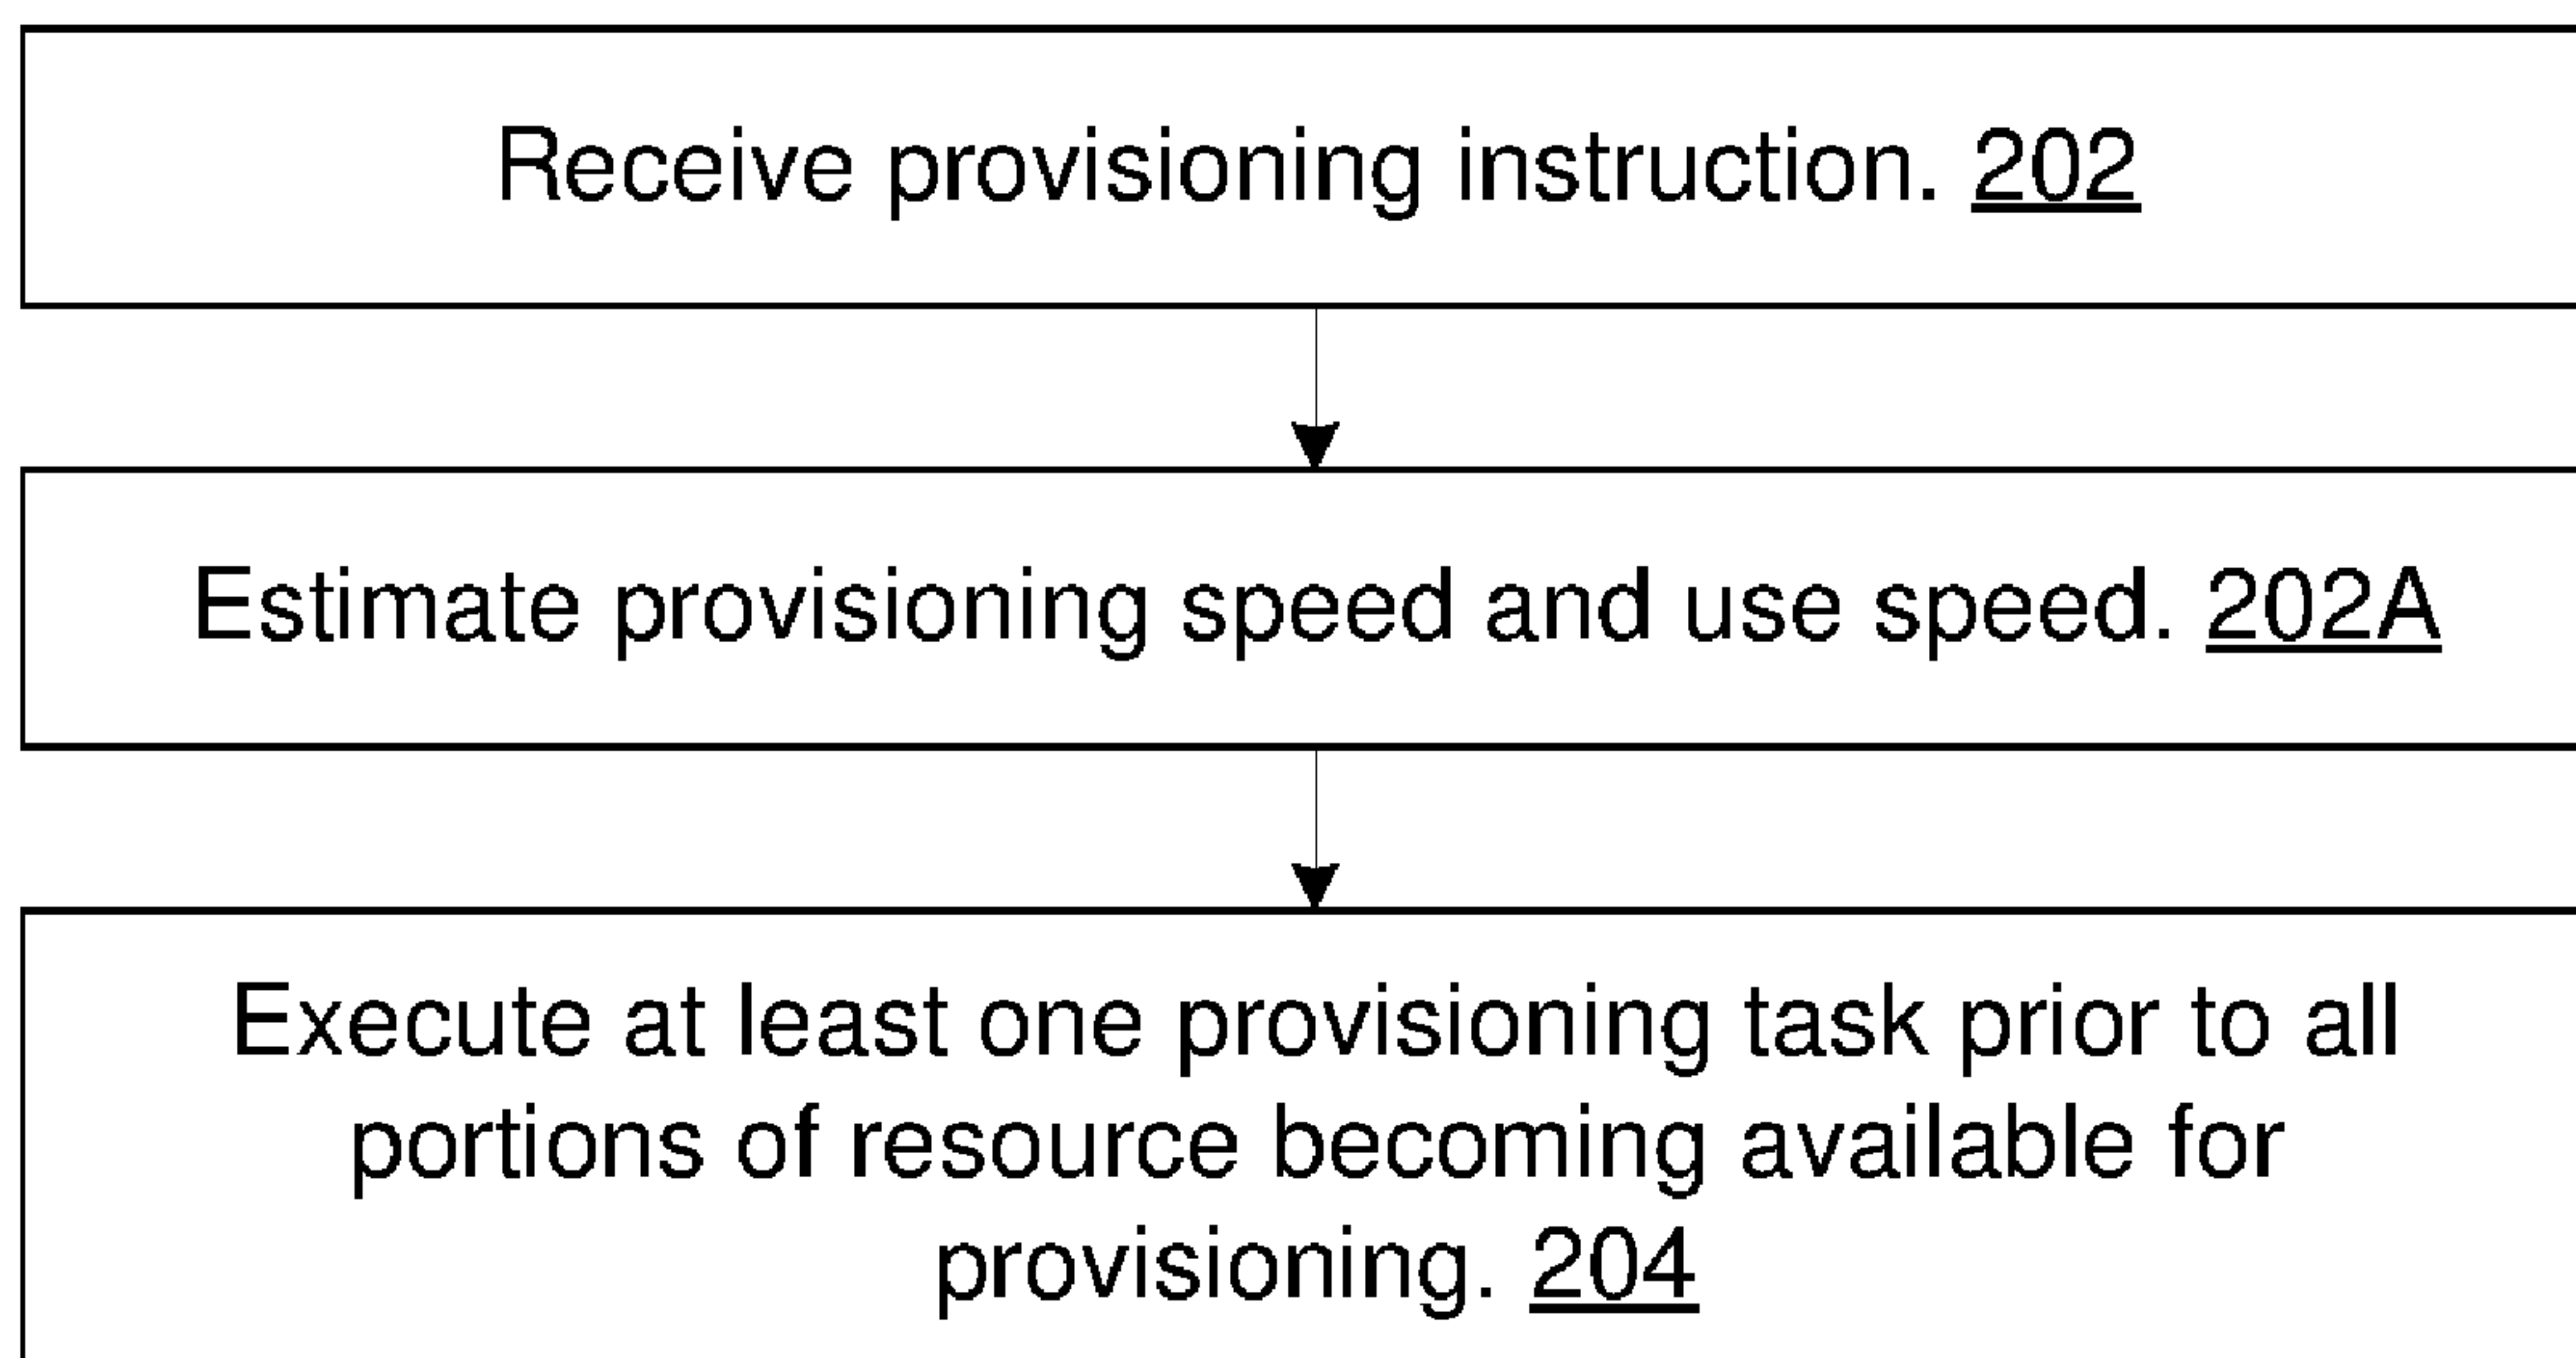 Receive provisioning instruction. 202
Estimate provisioning speed and use speed. 202A
Execute at least one provisioning task prior to all
portions of resource becoming available for
provisioning. 204